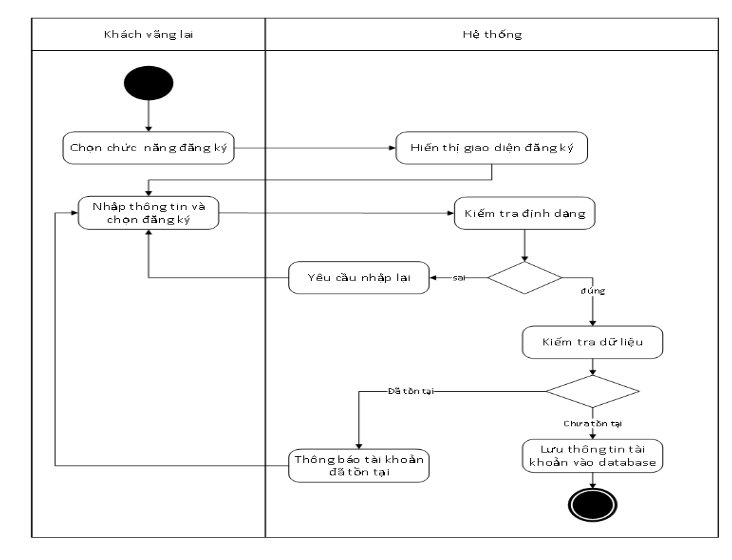 Khách vãng lai
Hệ thống
Chọn chức năng đăng ký
Hiển thị giao diện đăng ký
Nhập thông tin và
chọn đăng ký
Kiểm tra định dạng
Yêu cầu nhập lại
sai
đúng
Kiểm tra dữ liệu
Đã tồn tại
Chưa tồn tại
Thông báo tài khoản
đã tồn tại
Lưu thông tin tài
khoản vào database